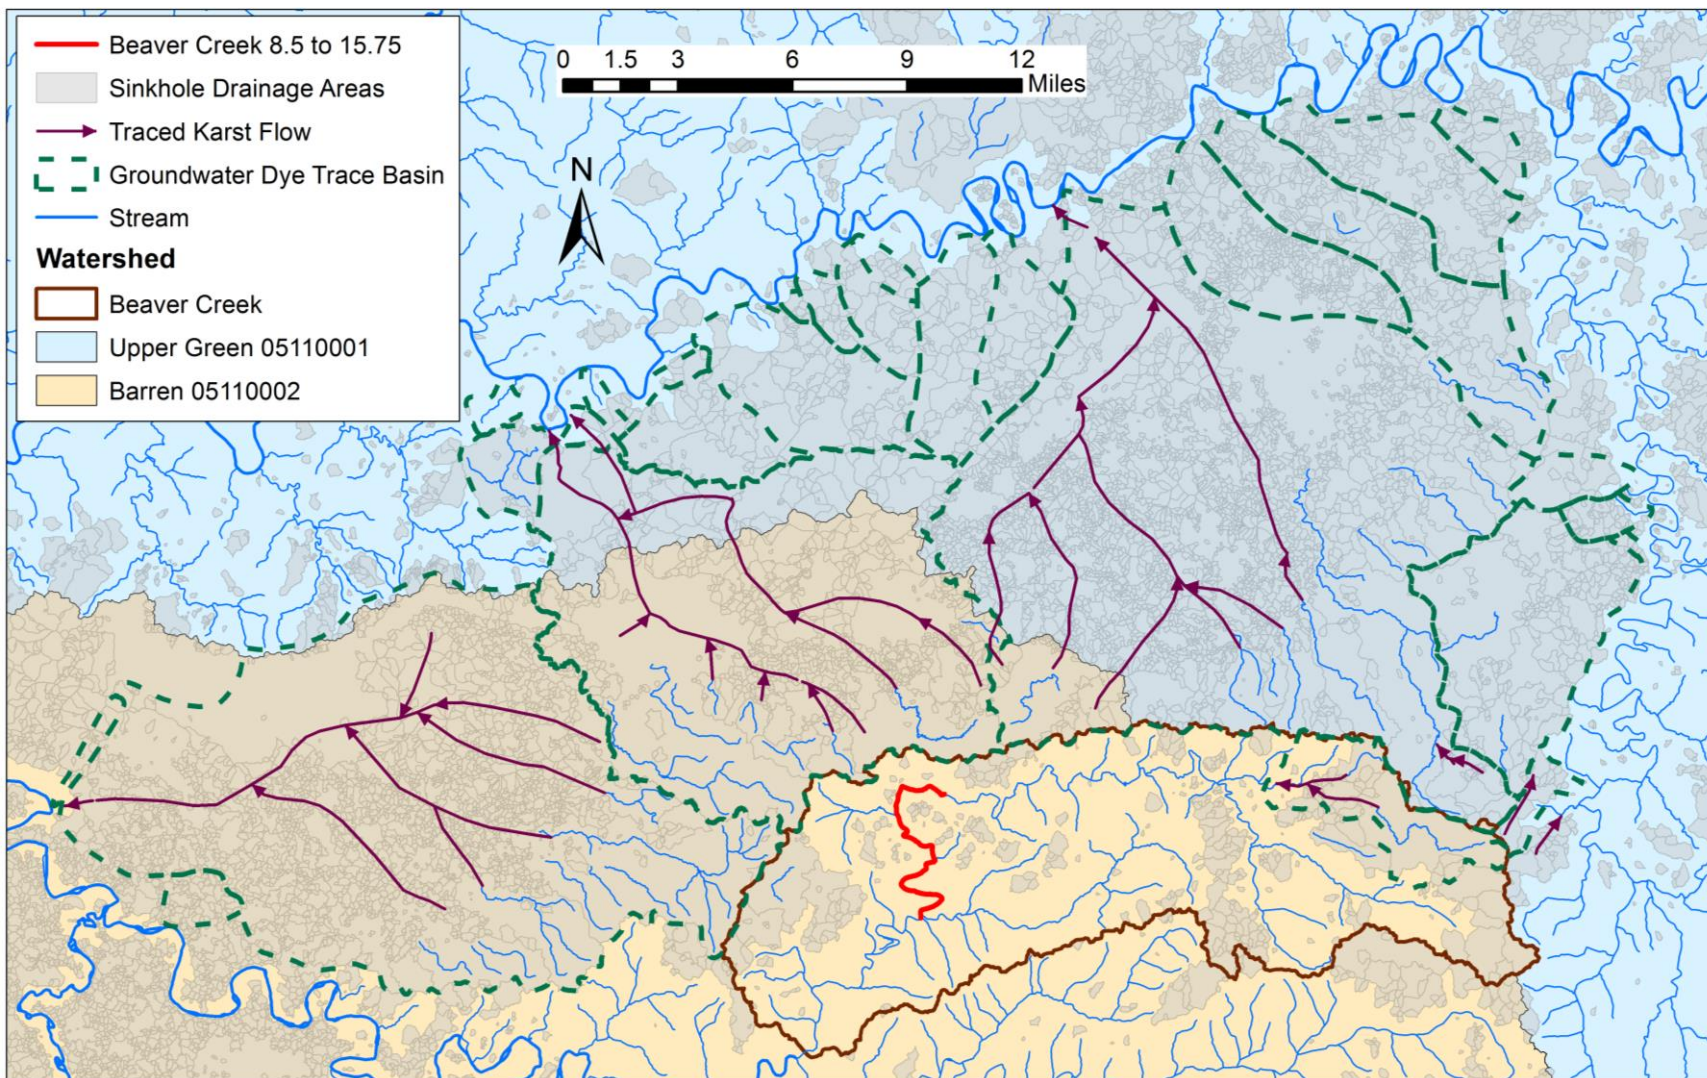 Beaver Creek 8.5 to 15.75
Sinkhole Drainage Areas
Traced Karst Flow
Groundwater Dye Trace Basin
Stream
Watershed
Beaver Creek
Upper Green 05110001
Barren 05110002
0 1.5 3 6 9 12
Miles
N